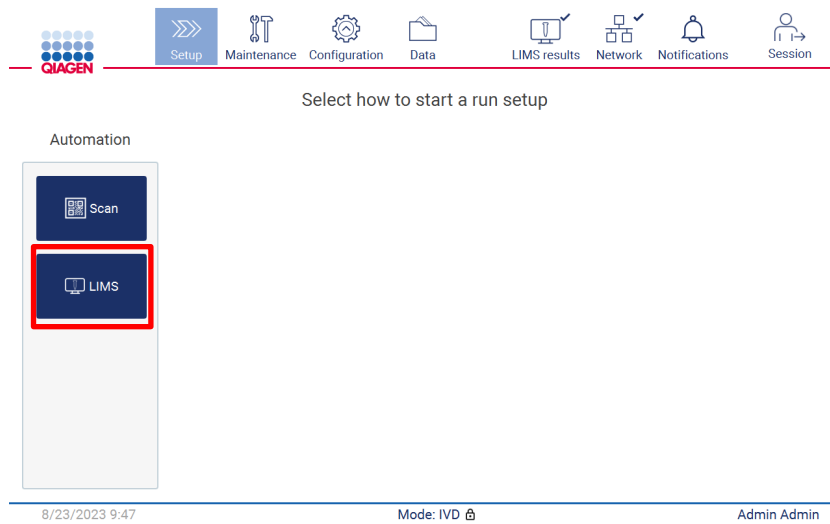 QIAGEN
Setup
Maintenance
Configuration
Data
LIMS results
Network
Notifications
Session
Select how to start a run setup
Automation
Scan
LIMS
8/23/2023 9:47
Mode: IVD
Admin Admin